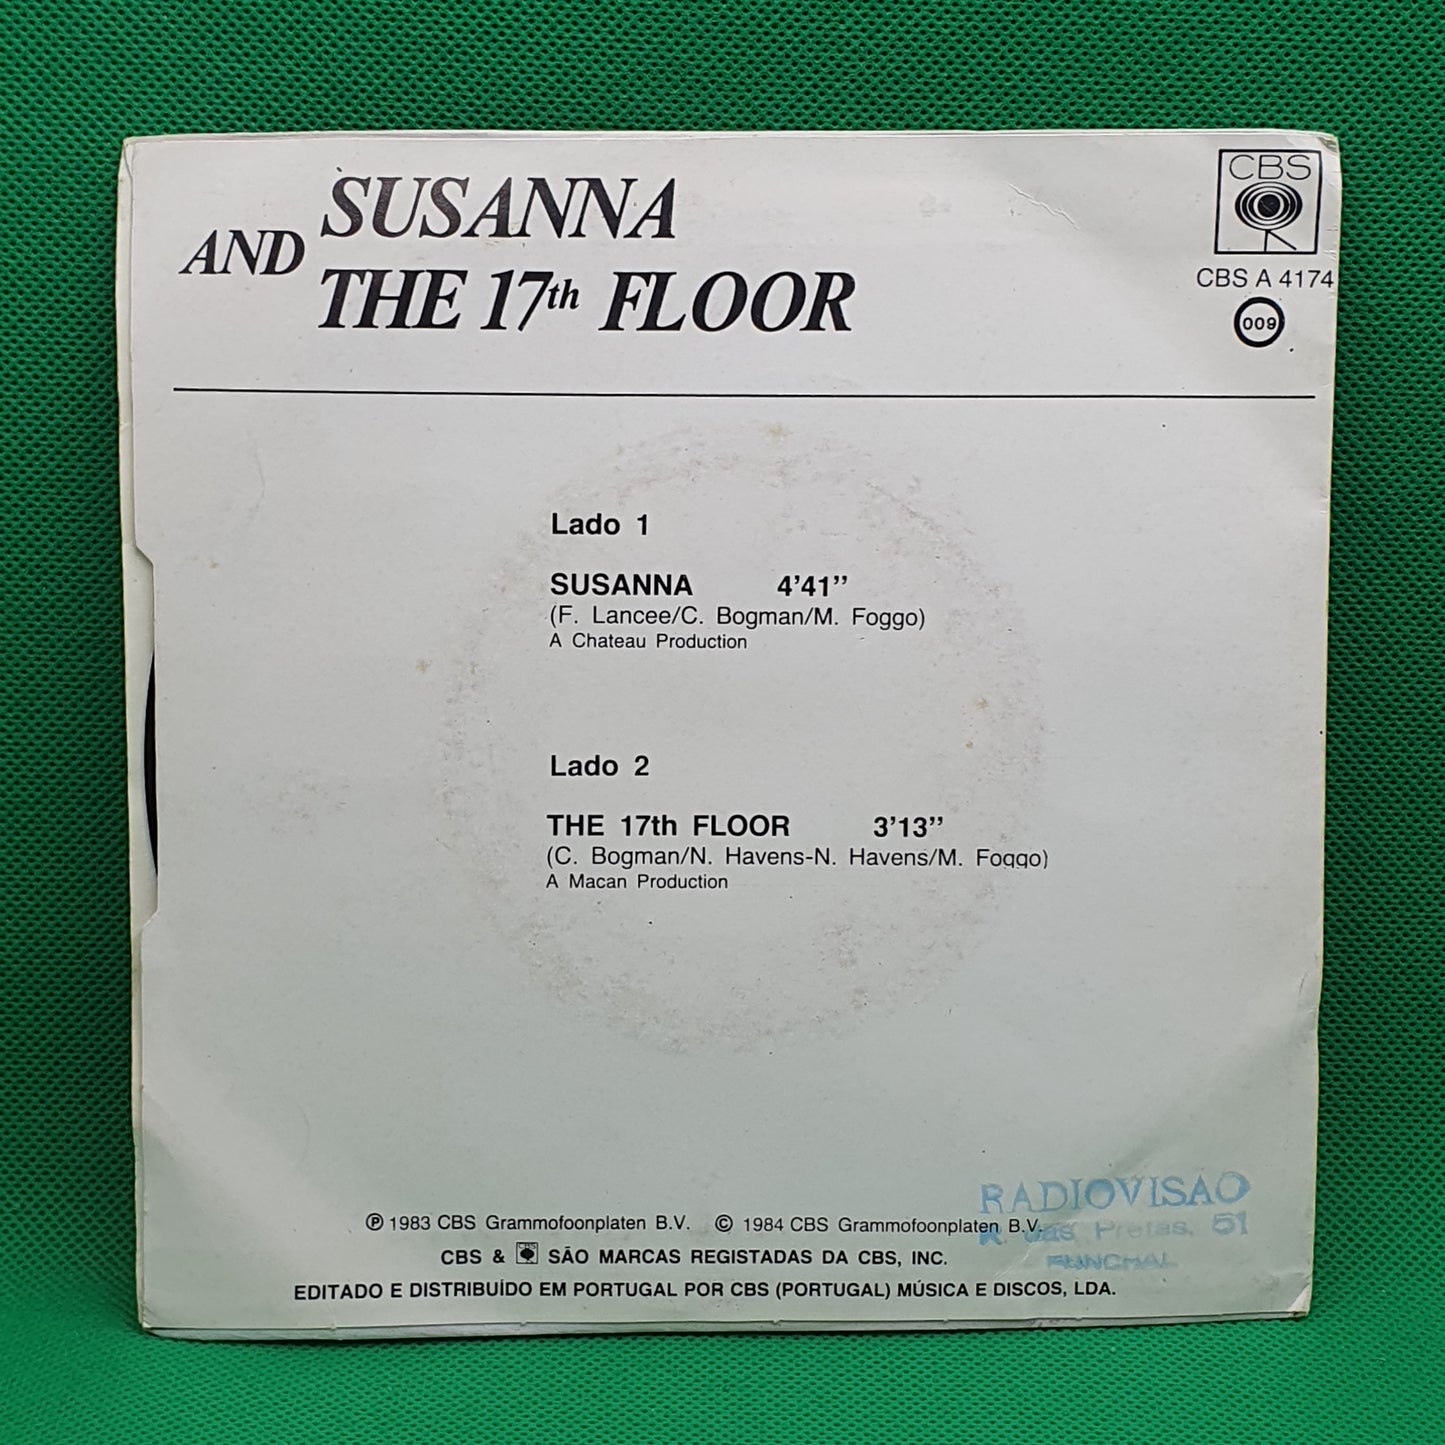 SUSANNA
AND
THE 17th FLOOR
CBS
CBS A 4174
009
Lado 1
SUSANNA 4'41''
(F. Lancee/C. Bogman/M. Foggo)
A Chateau Production
Lado 2
THE 17th FLOOR 3'13''
(C. Bogman/N. Havens-N. Havens/M. Foggo)
A Macan Production
RADIOVISAO
R. das Pretas, 51
FUNCHAL
Ⓟ 1983 CBS Grammofoonplaten B.V. © 1984 CBS Grammofoonplaten B.V.
CBS & CBS SÃO MARCAS REGISTADAS DA CBS, INC.
EDITADO E DISTRIBUÍDO EM PORTUGAL POR CBS (PORTUGAL) MÚSICA E DISCOS, LDA.